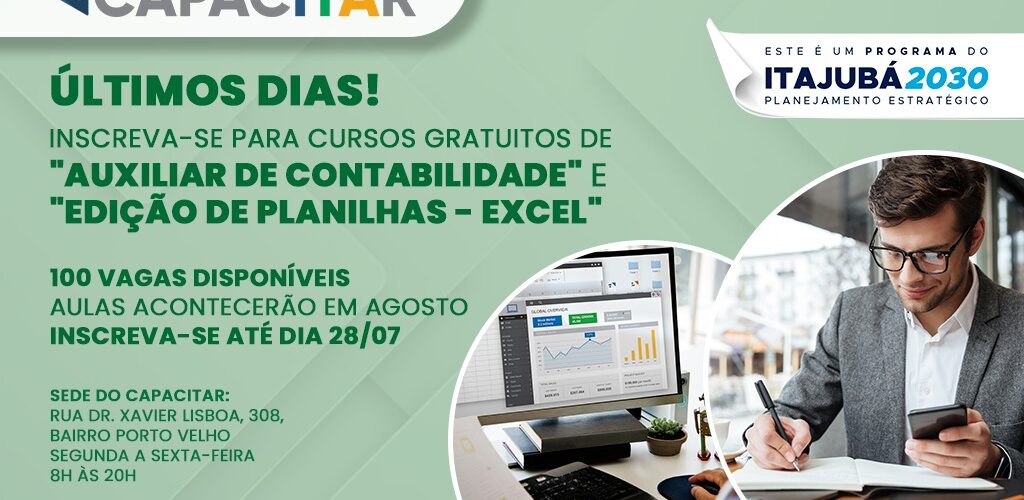 CAPACITAR
ESTE É UM PROGRAMA DO
ITAJUBÁ 2030
PLANEJAMENTO ESTRATÉGICO
ÚLTIMOS DIAS!
INSCREVA-SE PARA CURSOS GRATUITOS DE
"AUXILIAR DE CONTABILIDADE" E
"EDIÇÃO DE PLANILHAS - EXCEL"
100 VAGAS DISPONÍVEIS
AULAS ACONTECERÃO EM AGOSTO
INSCREVA-SE ATÉ DIA 28/07
SEDE DO CAPACITAR:
RUA DR. XAVIER LISBOA, 308,
BAIRRO PORTO VELHO
SEGUNDA A SEXTA-FEIRA
8H ÀS 20H
GLOBAL OVERVIEW